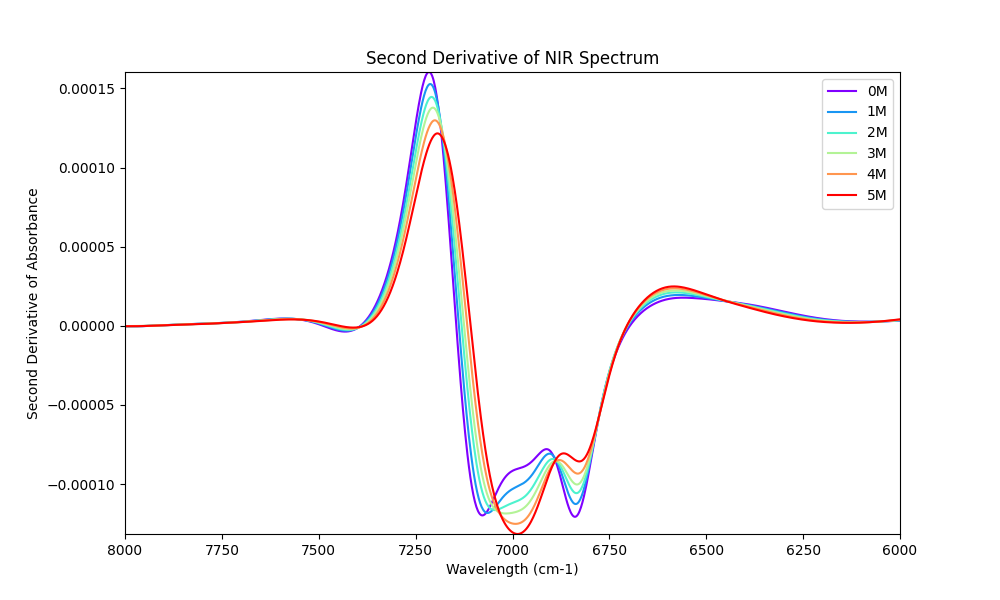 Second Derivative of NIR Spectrum
Second Derivative of Absorbance
0.00015
0.00010
0.00005
0.00000
−0.00005
−0.00010
0M
1M
2M
3M
4M
5M
8000 7750 7500 7250 7000 6750 6500 6250 6000
Wavelength (cm-1)